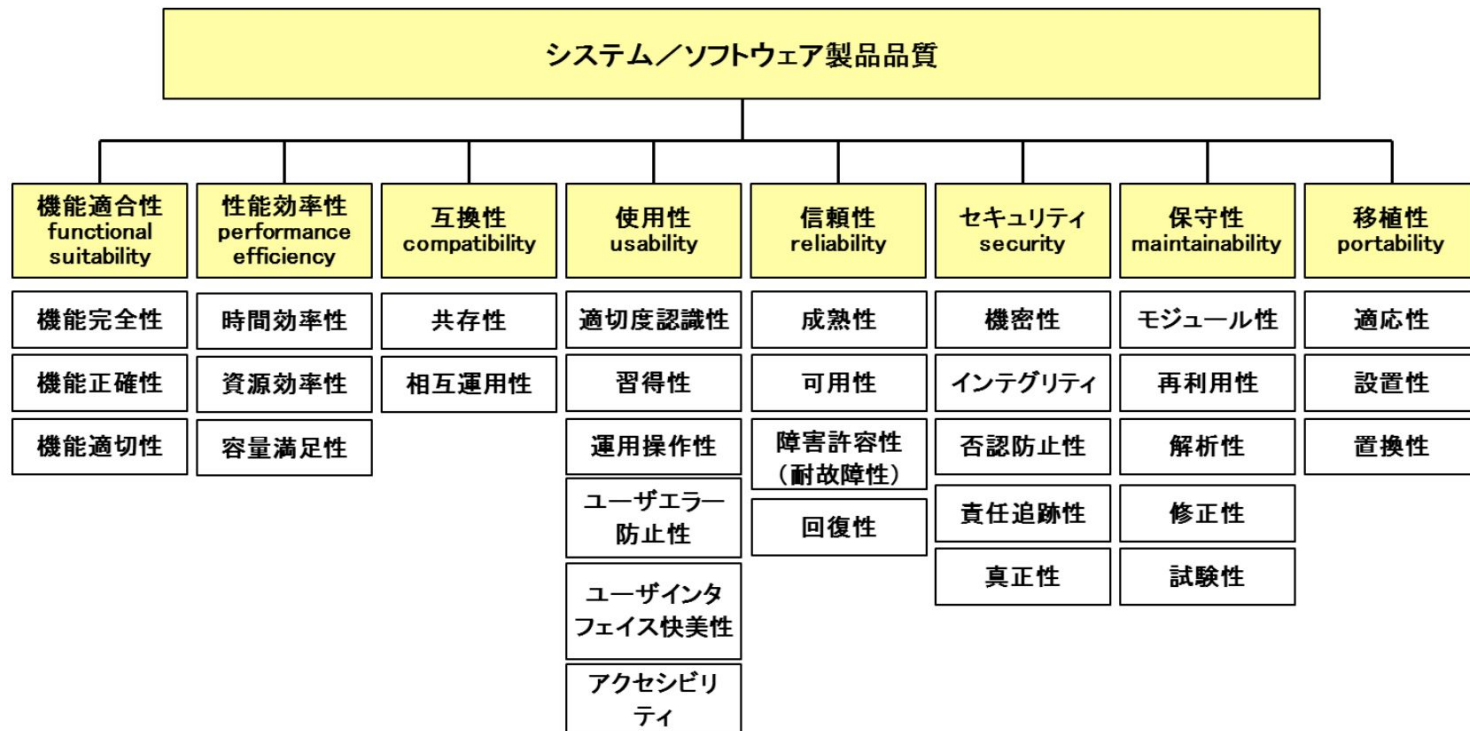 システム／ソフトウェア製品品質
機能適合性
functional
suitability
機能完全性
機能正確性
機能適切性
性能効率性
performance
efficiency
時間効率性
資源効率性
容量満足性
互換性
compatibility
共存性
相互運用性
使用性
usability
適切度認識性
習得性
運用操作性
ユーザエラー
防止性
ユーザインタ
フェイス快美性
アクセシビリ
ティ
信頼性
reliability
成熟性
可用性
障害許容性
（耐故障性）
回復性
セキュリティ
security
機密性
インテグリティ
否認防止性
責任追跡性
真正性
保守性
maintainability
モジュール性
再利用性
解析性
修正性
試験性
移植性
portability
適応性
設置性
置換性